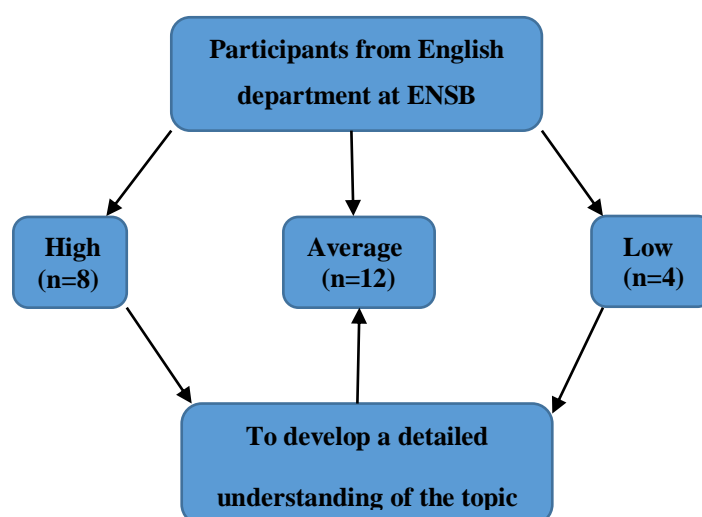 Participants from English
department at ENSB
High
(n=8)
Average
(n=12)
Low
(n=4)
To develop a detailed
understanding of the topic